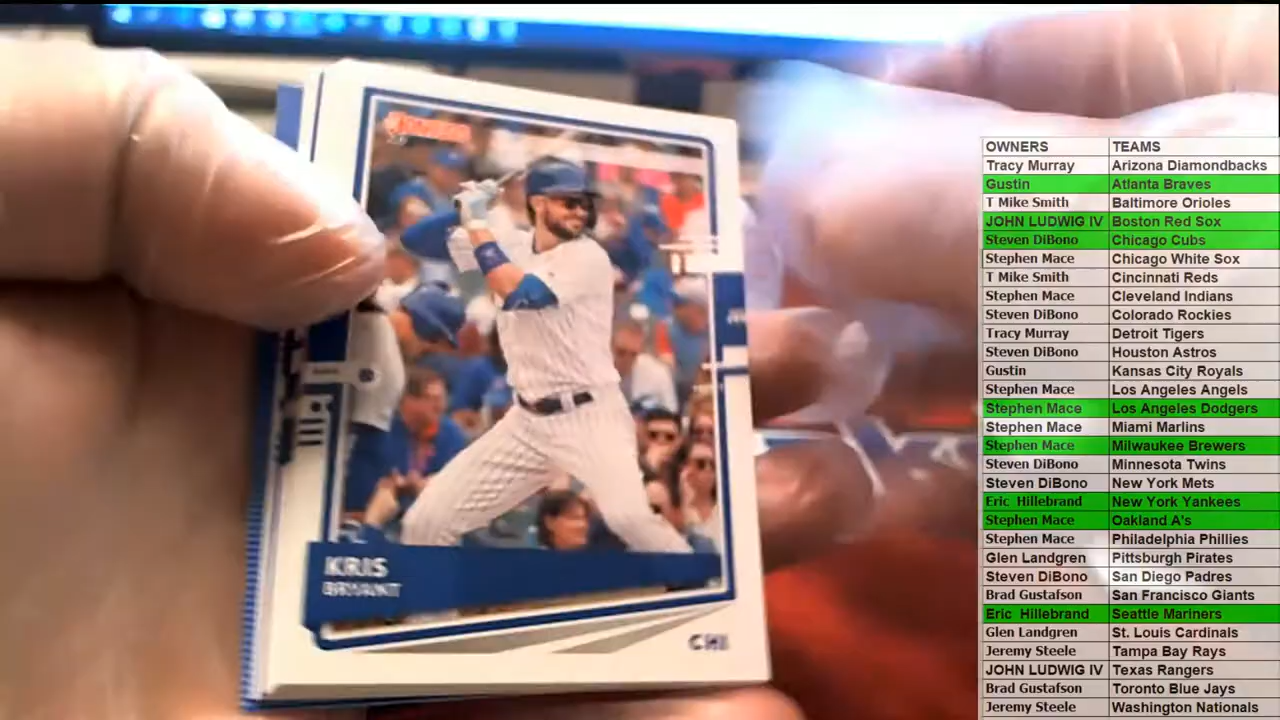 Donruss
KRIS
BRYANT
CHI
OWNERS TEAMS
Tracy Murray Arizona Diamondbacks
Gustin Atlanta Braves
T Mike Smith Baltimore Orioles
JOHN LUDWIG IV Boston Red Sox
Steven DiBono Chicago Cubs
Stephen Mace Chicago White Sox
T Mike Smith Cincinnati Reds
Stephen Mace Cleveland Indians
Steven DiBono Colorado Rockies
Tracy Murray Detroit Tigers
Steven DiBono Houston Astros
Gustin Kansas City Royals
Stephen Mace Los Angeles Angels
Stephen Mace Los Angeles Dodgers
Stephen Mace Miami Marlins
Stephen Mace Milwaukee Brewers
Steven DiBono Minnesota Twins
Steven DiBono New York Mets
Eric Hillebrand New York Yankees
Stephen Mace Oakland A's
Stephen Mace Philadelphia Phillies
Glen Landgren Pittsburgh Pirates
Steven DiBono San Diego Padres
Brad Gustafson San Francisco Giants
Eric Hillebrand Seattle Mariners
Glen Landgren St. Louis Cardinals
Jeremy Steele Tampa Bay Rays
JOHN LUDWIG IV Texas Rangers
Brad Gustafson Toronto Blue Jays
Jeremy Steele Washington Nationals